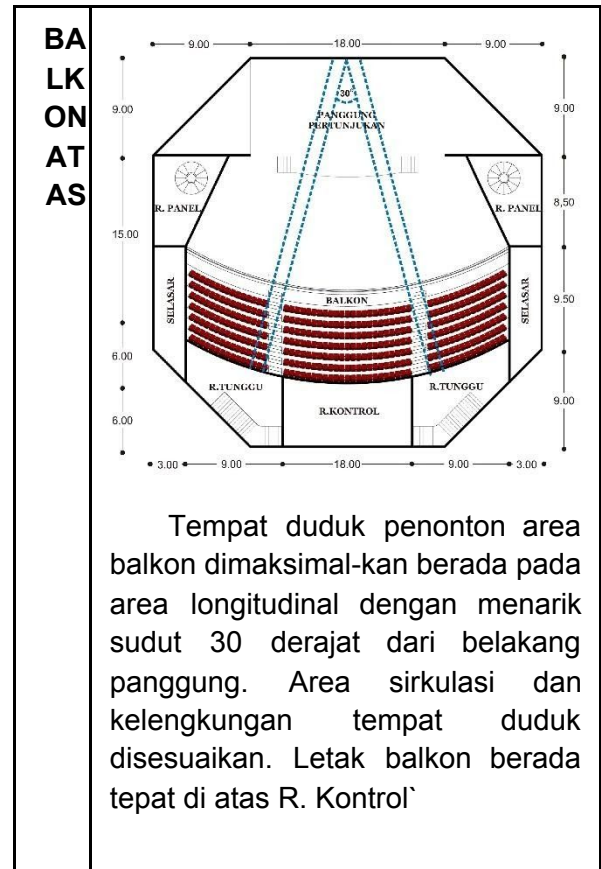 BA
LK
ON
AT
AS
9.00 18.00 9.00
30°
PANGGUNG
PERTUNJUKAN
9.00
9.00
R. PANEL
R. PANEL
8,50
15.00
SELASAR
BALKON
SELASAR
9.50
6.00
R.TUNGGU
R.TUNGGU
R.KONTROL
9.00
6.00
3.00 9.00 18.00 9.00 3.00
Tempat duduk penonton area
balkon dimaksimal-kan berada pada
area longitudinal dengan menarik
sudut 30 derajat dari belakang
panggung. Area sirkulasi dan
kelengkungan tempat duduk
disesuaikan. Letak balkon berada
tepat di atas R. Kontrol`